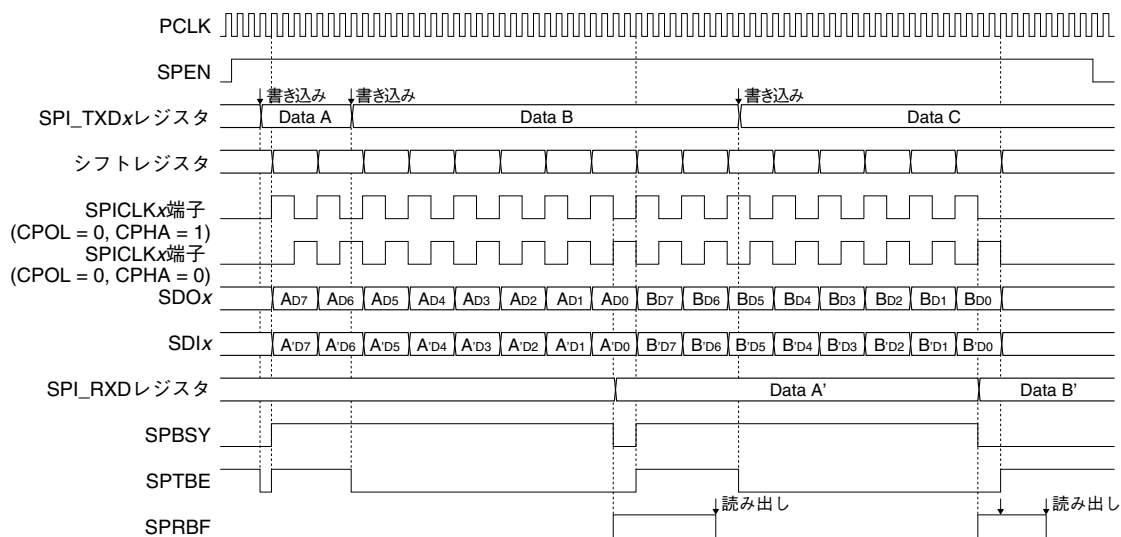 PCLK
SPEN
書き込み 書き込み 書き込み
SPI_TXDxレジスタ Data A Data B Data C
シフトレジスタ
SPICLKx端子
(CPOL = 0, CPHA = 1)
SPICLKx端子
(CPOL = 0, CPHA = 0)
SDOx AD7 AD6 AD5 AD4 AD3 AD2 AD1 AD0 BD7 BD6 BD5 BD4 BD3 BD2 BD1 BD0
SDIx A'D7 A'D6 A'D5 A'D4 A'D3 A'D2 A'D1 A'D0 B'D7 B'D6 B'D5 B'D4 B'D3 B'D2 B'D1 B'D0
SPI_RXDレジスタ Data A' Data B'
SPBSY
SPTBE
読み出し 読み出し
SPRBF